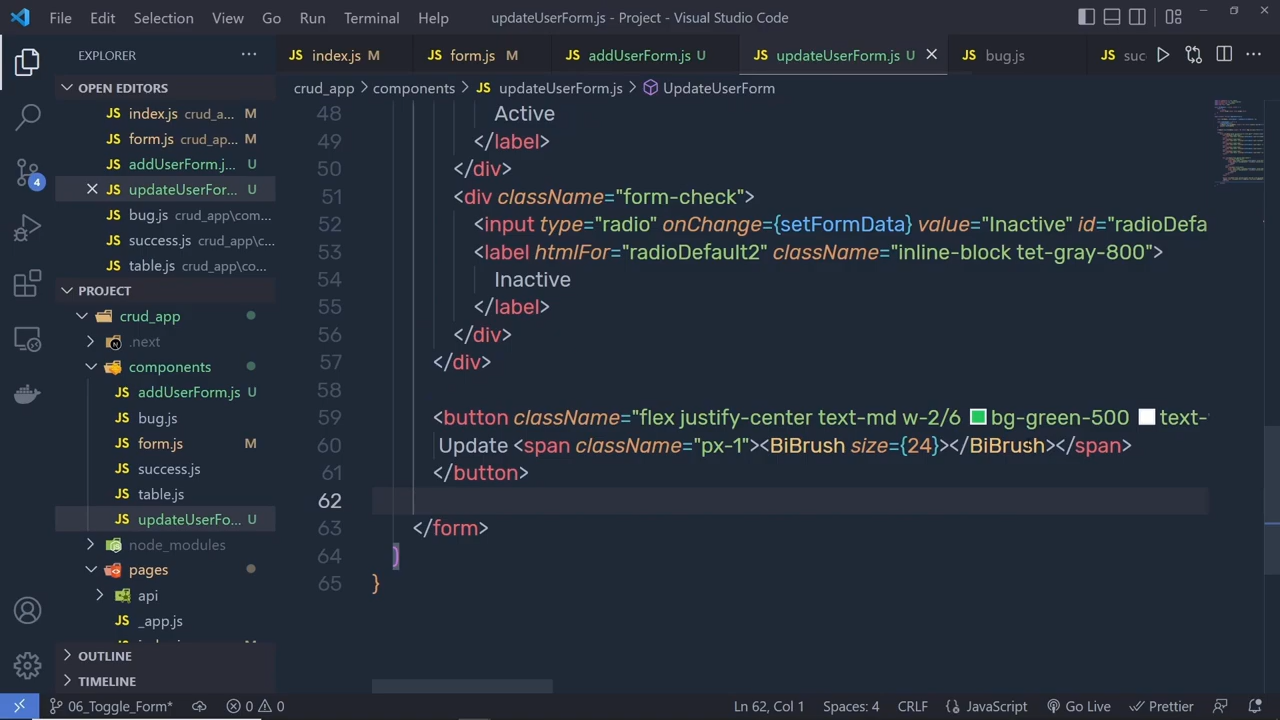 File Edit Selection View Go Run Terminal Help updateUserForm.js - Project - Visual Studio Code
EXPLORER ...
JS index.js M JS form.js M JS addUserForm.js U JS updateUserForm.js U JS bug.js JS suc
crud_app > components > JS updateUserForm.js > UpdateUserForm
OPEN EDITORS
JS index.js crud_a... M
JS form.js crud_ap... M
JS addUserForm.j... U
JS updateUserFor... U
JS bug.js crud_app\com...
JS success.js crud_app\c...
JS table.js crud_app\co...
PROJECT
crud_app
.next
components
JS addUserForm.js U
JS bug.js
JS form.js M
JS success.js
JS table.js
JS updateUserFo... U
node_modules
pages
api
JS _app.js
OUTLINE
TIMELINE
48 Active
49 </label>
50 </div>
51 <div className="form-check">
52 <input type="radio" onChange={setFormData} value="Inactive" id="radioDefa
53 <label htmlFor="radioDefault2" className="inline-block tet-gray-800">
54 Inactive
55 </label>
56 </div>
57 </div>
58
59 <button className="flex justify-center text-md w-2/6 bg-green-500 text-
60 Update <span className="px-1"><BiBrush size={24}></BiBrush></span>
61 </button>
62
63 </form>
64 )
65 }
4
06_Toggle_Form* 0 0 Ln 62, Col 1 Spaces: 4 CRLF {} JavaScript Go Live Prettier